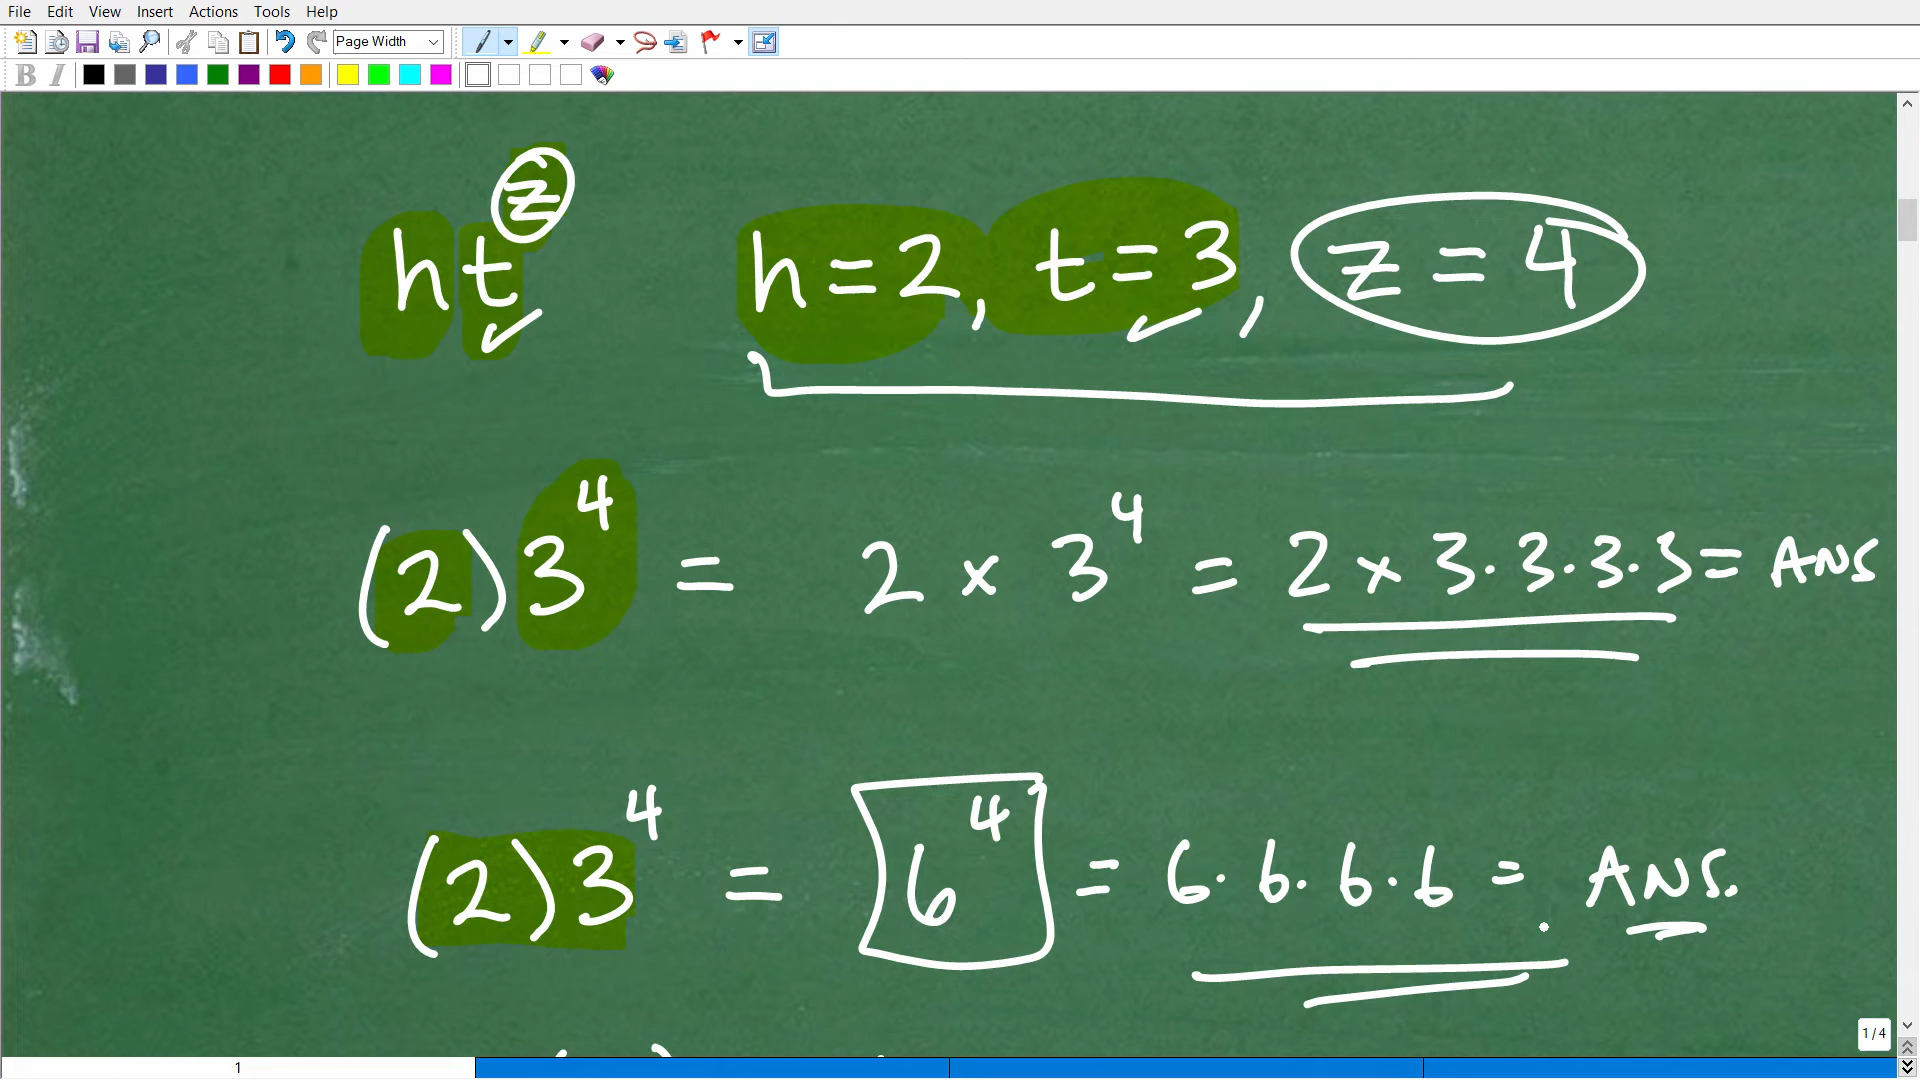 File Edit View Insert Actions Tools Help
Page Width
B I
ht^z h=2, t=3, z=4
(2)3^4 = 2 × 3^4 = 2 × 3·3·3·3 = ANS
(2)3^4 = 6^4 = 6·6·6·6 = ANS.
1/4
1